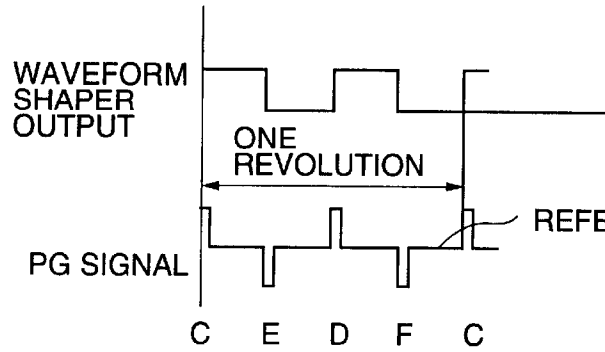 WAVEFORM
SHAPER
OUTPUT
ONE
REVOLUTION
REFE
PG SIGNAL
C E D F C